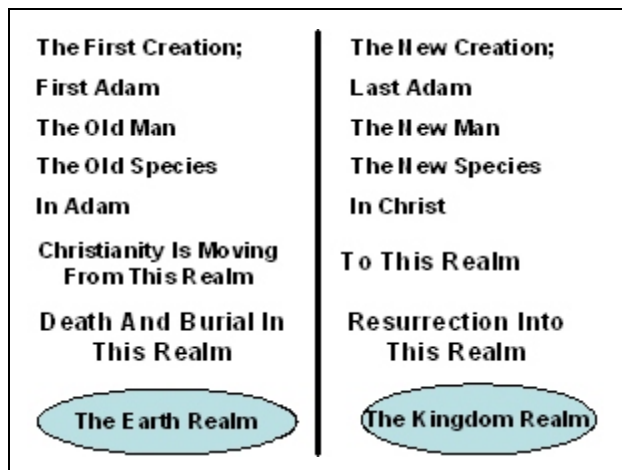 The First Creation;
First Adam
The Old Man
The Old Species
In Adam
Christianity Is Moving
From This Realm
Death And Burial In
This Realm
The Earth Realm
The New Creation;
Last Adam
The New Man
The New Species
In Christ
To This Realm
Resurrection Into
This Realm
The Kingdom Realm